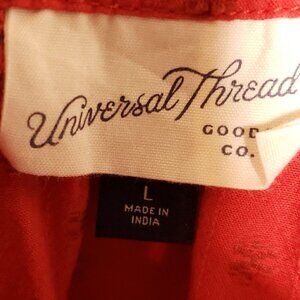 Universal Thread
GOOD
CO.
L
MADE IN
INDIA